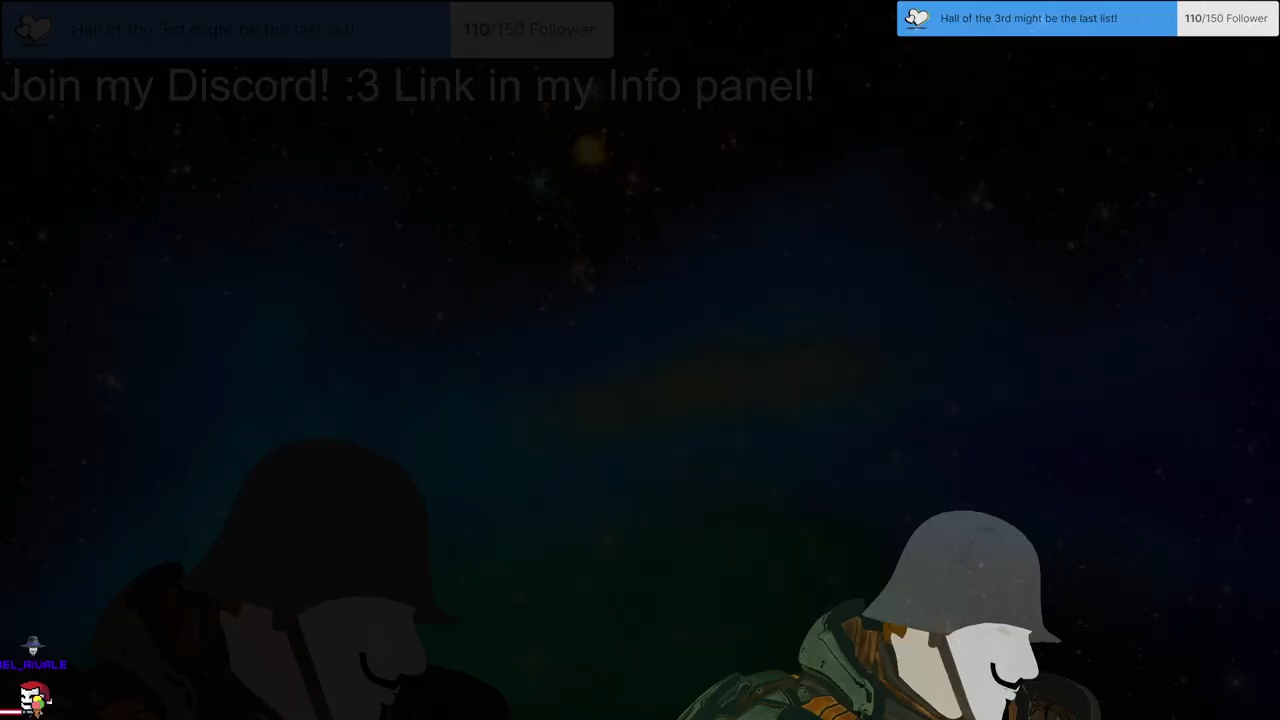 Hall of the 3rd might be the last list!
110/150 Follower
Hall of the 3rd might be the last list!
110/150 Follower
Join my Discord! :3 Link in my Info panel!
EL_RIVALE